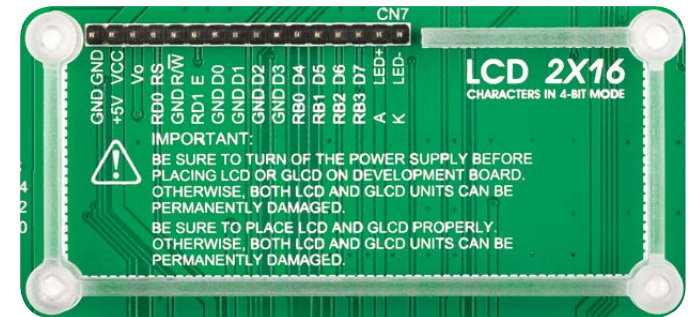 CN7
GND GND
+5V VCC
Vo
RD0 RS
GND R/W
RD1 E
GND D0
GND D1
GND D2
GND D3
RB0 D4
RB1 D5
RB2 D6
RB3 D7
A LED+
K LED-
LCD 2X16
CHARACTERS IN 4-BIT MODE
IMPORTANT:
BE SURE TO TURN OF THE POWER SUPPLY BEFORE
PLACING LCD OR GLCD ON DEVELOPMENT BOARD.
OTHERWISE, BOTH LCD AND GLCD UNITS CAN BE
PERMANENTLY DAMAGED.
BE SURE TO PLACE LCD AND GLCD PROPERLY.
OTHERWISE, BOTH LCD AND GLCD UNITS CAN BE
PERMANENTLY DAMAGED.
4
2
0